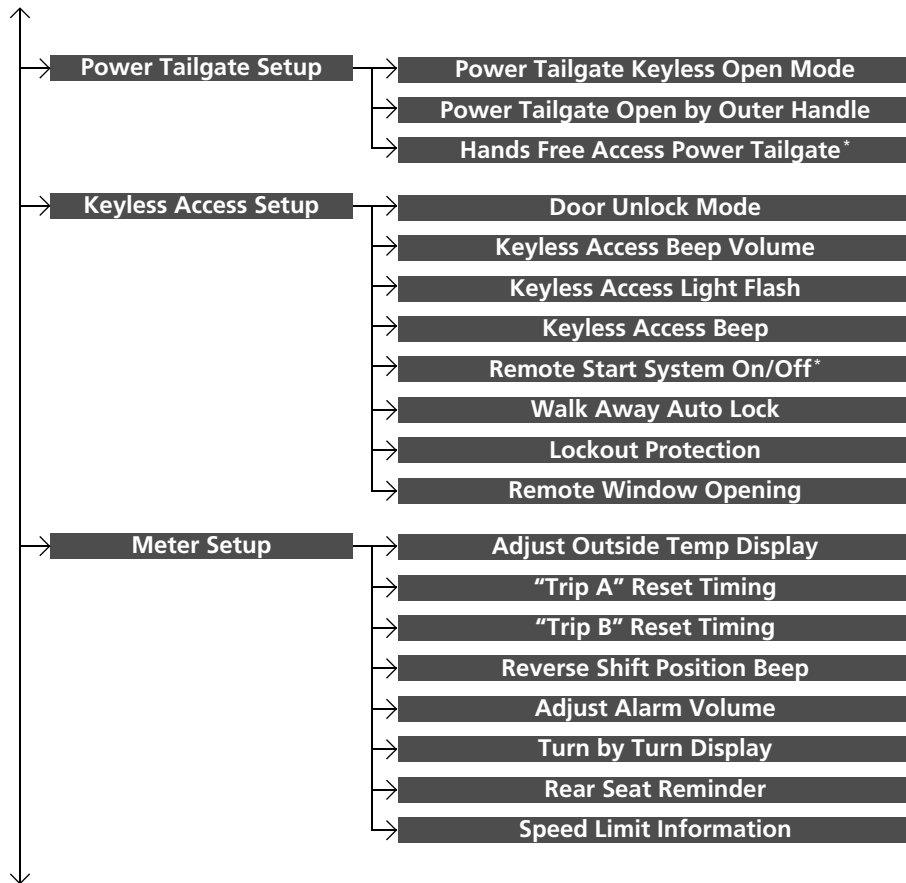 Power Tailgate Setup
Power Tailgate Keyless Open Mode
Power Tailgate Open by Outer Handle
Hands Free Access Power Tailgate*
Keyless Access Setup
Door Unlock Mode
Keyless Access Beep Volume
Keyless Access Light Flash
Keyless Access Beep
Remote Start System On/Off*
Walk Away Auto Lock
Lockout Protection
Remote Window Opening
Meter Setup
Adjust Outside Temp Display
“Trip A” Reset Timing
“Trip B” Reset Timing
Reverse Shift Position Beep
Adjust Alarm Volume
Turn by Turn Display
Rear Seat Reminder
Speed Limit Information